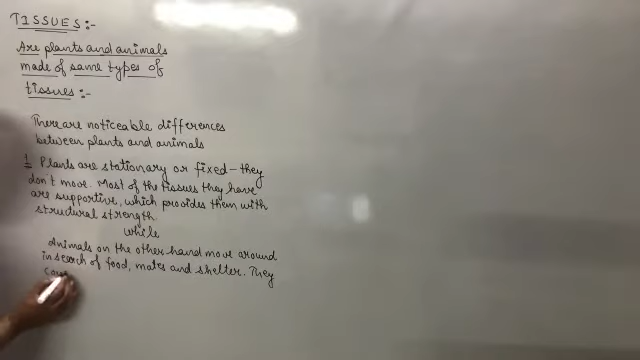 TISSUES:-
Are plants and animals
made of same types of
tissues:-
There are noticeable differences
between plants and animals
1. Plants are stationary or fixed - they
don't move. Most of the tissues they have
are supportive, which provides them with
structural strength.
while
Animals on the other hand move around
in search of food, mates and shelter. They